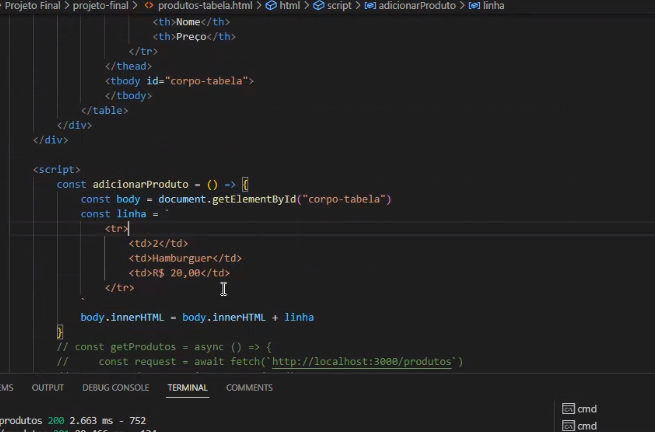 Projeto Final > projeto-final > <> produtos-tabela.html > html > script > adicionarProduto > linha
<th>Nome</th>
<th>Preço</th>
</tr>
</thead>
<tbody id="corpo-tabela">
</tbody>
</table>
</div>
</div>
<script>
const adicionarProduto = () => {
const body = document.getElementById("corpo-tabela")
const linha = `
<tr>
<td>2</td>
<td>Hamburguer</td>
<td>R$ 20,00</td>
</tr>
`
body.innerHTML = body.innerHTML + linha
}
// const getProdutos = async () => {
//     const request = await fetch(`http://localhost:3000/produtos`)
EMS OUTPUT DEBUG CONSOLE TERMINAL COMMENTS
cmd
produtos 200 2.663 ms - 752
cmd